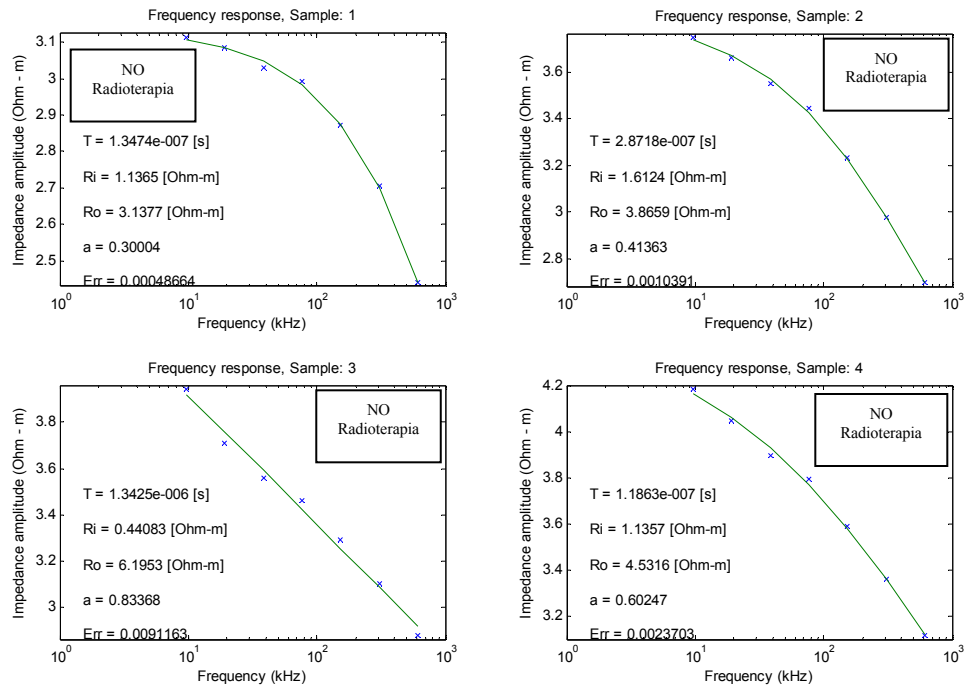 Frequency response, Sample: 1
3.1
3
2.9
2.8
2.7
2.6
2.5
Impedance amplitude (Ohm - m)
NO
Radioterapia
T = 1.3474e-007 [s]
Ri = 1.1365 [Ohm-m]
Ro = 3.1377 [Ohm-m]
a = 0.30004
Err = 0.00048664
10^0 10^1 10^2 10^3
Frequency (kHz)
Frequency response, Sample: 2
3.6
3.4
3.2
3
2.8
Impedance amplitude (Ohm - m)
NO
Radioterapia
T = 2.8718e-007 [s]
Ri = 1.6124 [Ohm-m]
Ro = 3.8659 [Ohm-m]
a = 0.41363
Err = 0.0010391
10^0 10^1 10^2 10^3
Frequency (kHz)
Frequency response, Sample: 3
3.8
3.6
3.4
3.2
3
Impedance amplitude (Ohm - m)
NO
Radioterapia
T = 1.3425e-006 [s]
Ri = 0.44083 [Ohm-m]
Ro = 6.1953 [Ohm-m]
a = 0.83368
Err = 0.0091163
10^0 10^1 10^2 10^3
Frequency (kHz)
Frequency response, Sample: 4
4.2
4
3.8
3.6
3.4
3.2
Impedance amplitude (Ohm - m)
NO
Radioterapia
T = 1.1863e-007 [s]
Ri = 1.1357 [Ohm-m]
Ro = 4.5316 [Ohm-m]
a = 0.60247
Err = 0.0023703
10^0 10^1 10^2 10^3
Frequency (kHz)